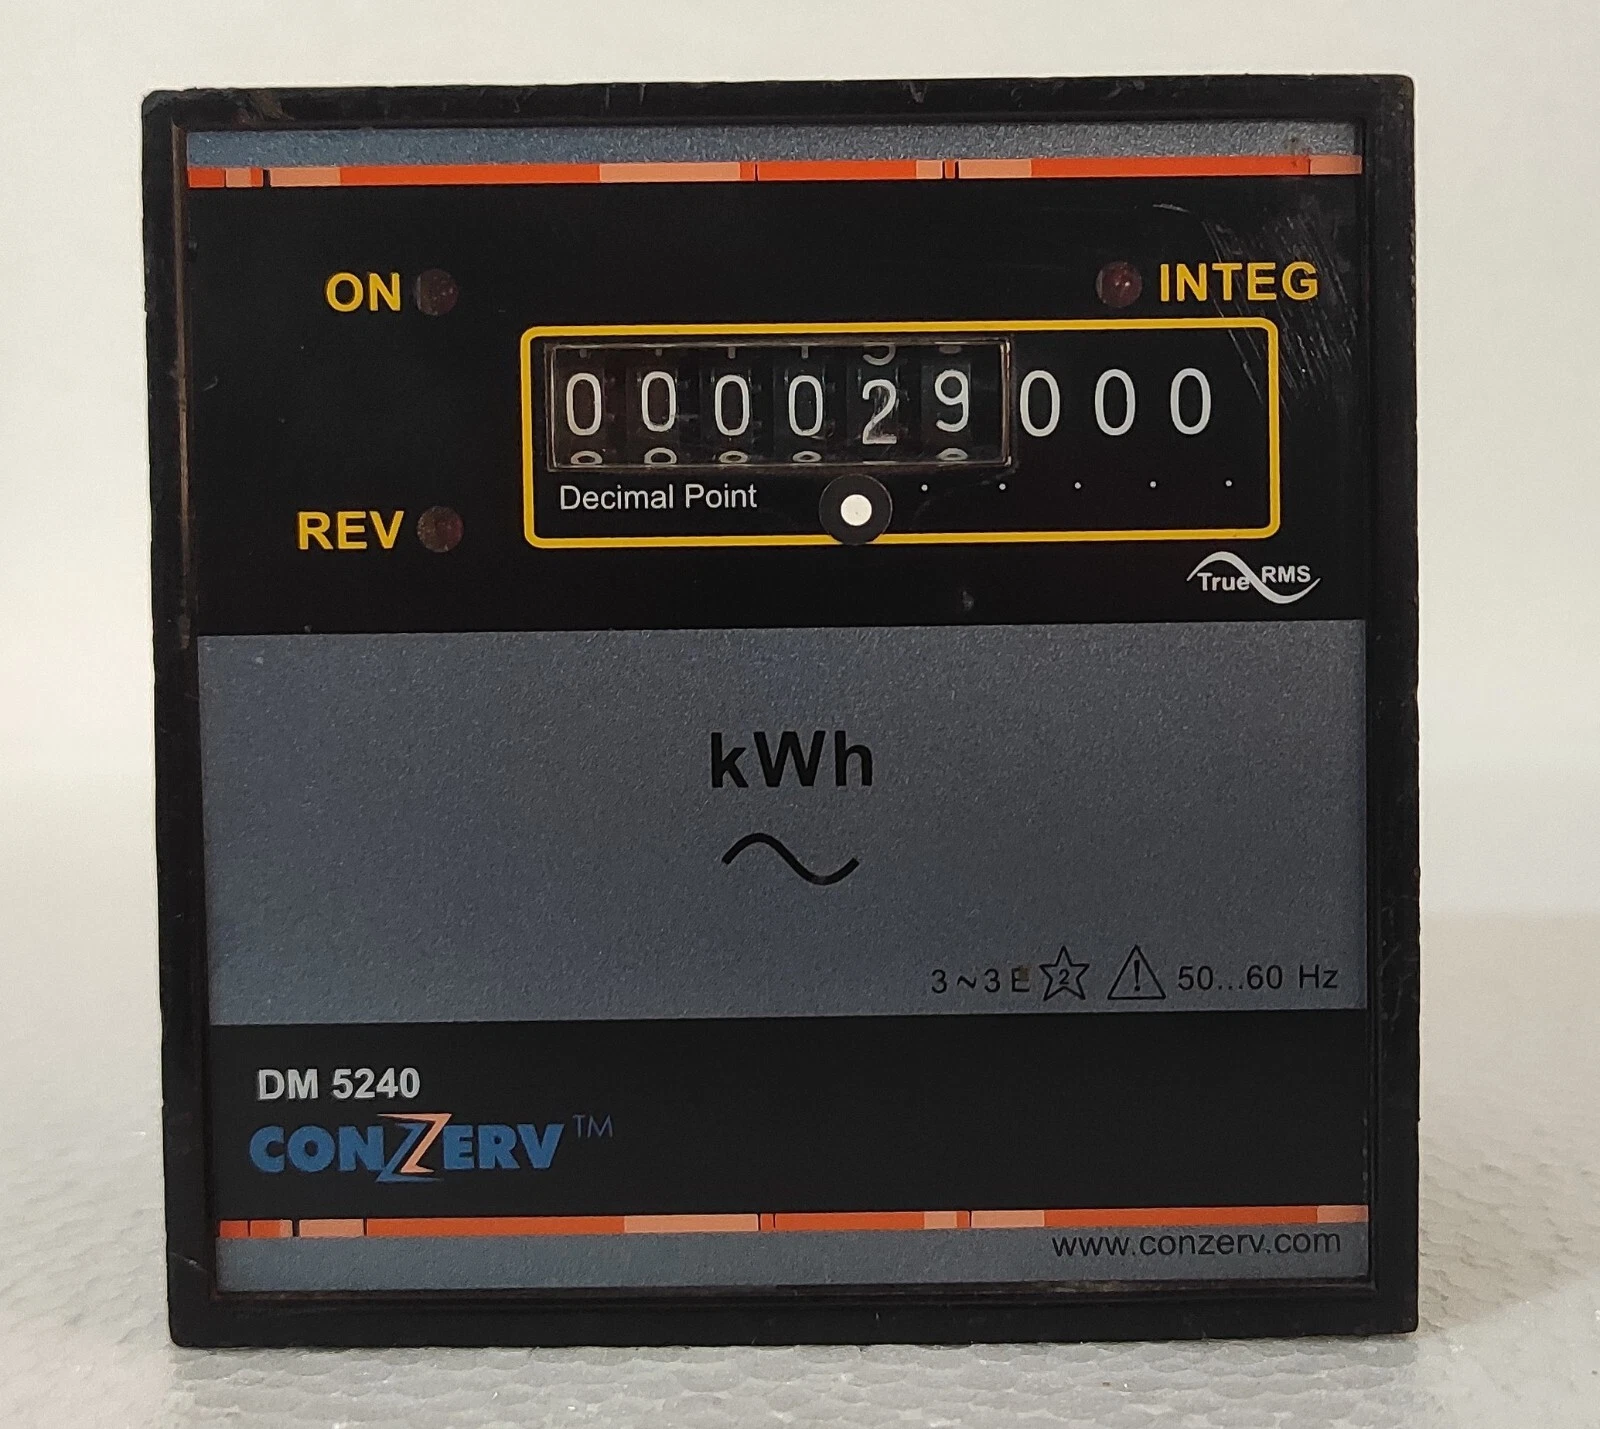 ON
INTEG
000029000
Decimal Point
REV
True RMS
kWh
3~3E 2 ! 50...60 Hz
DM 5240
CONZERV™
www.conzerv.com